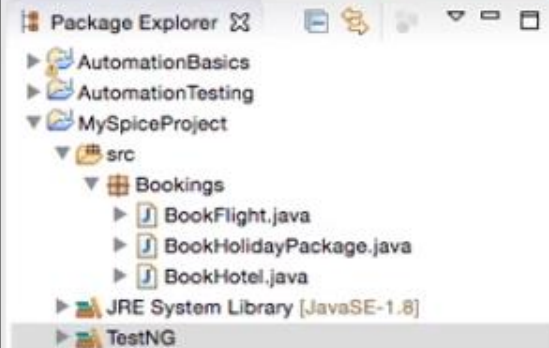 Package Explorer
AutomationBasics
AutomationTesting
MySpiceProject
src
Bookings
BookFlight.java
BookHolidayPackage.java
BookHotel.java
JRE System Library [JavaSE-1.8]
TestNG